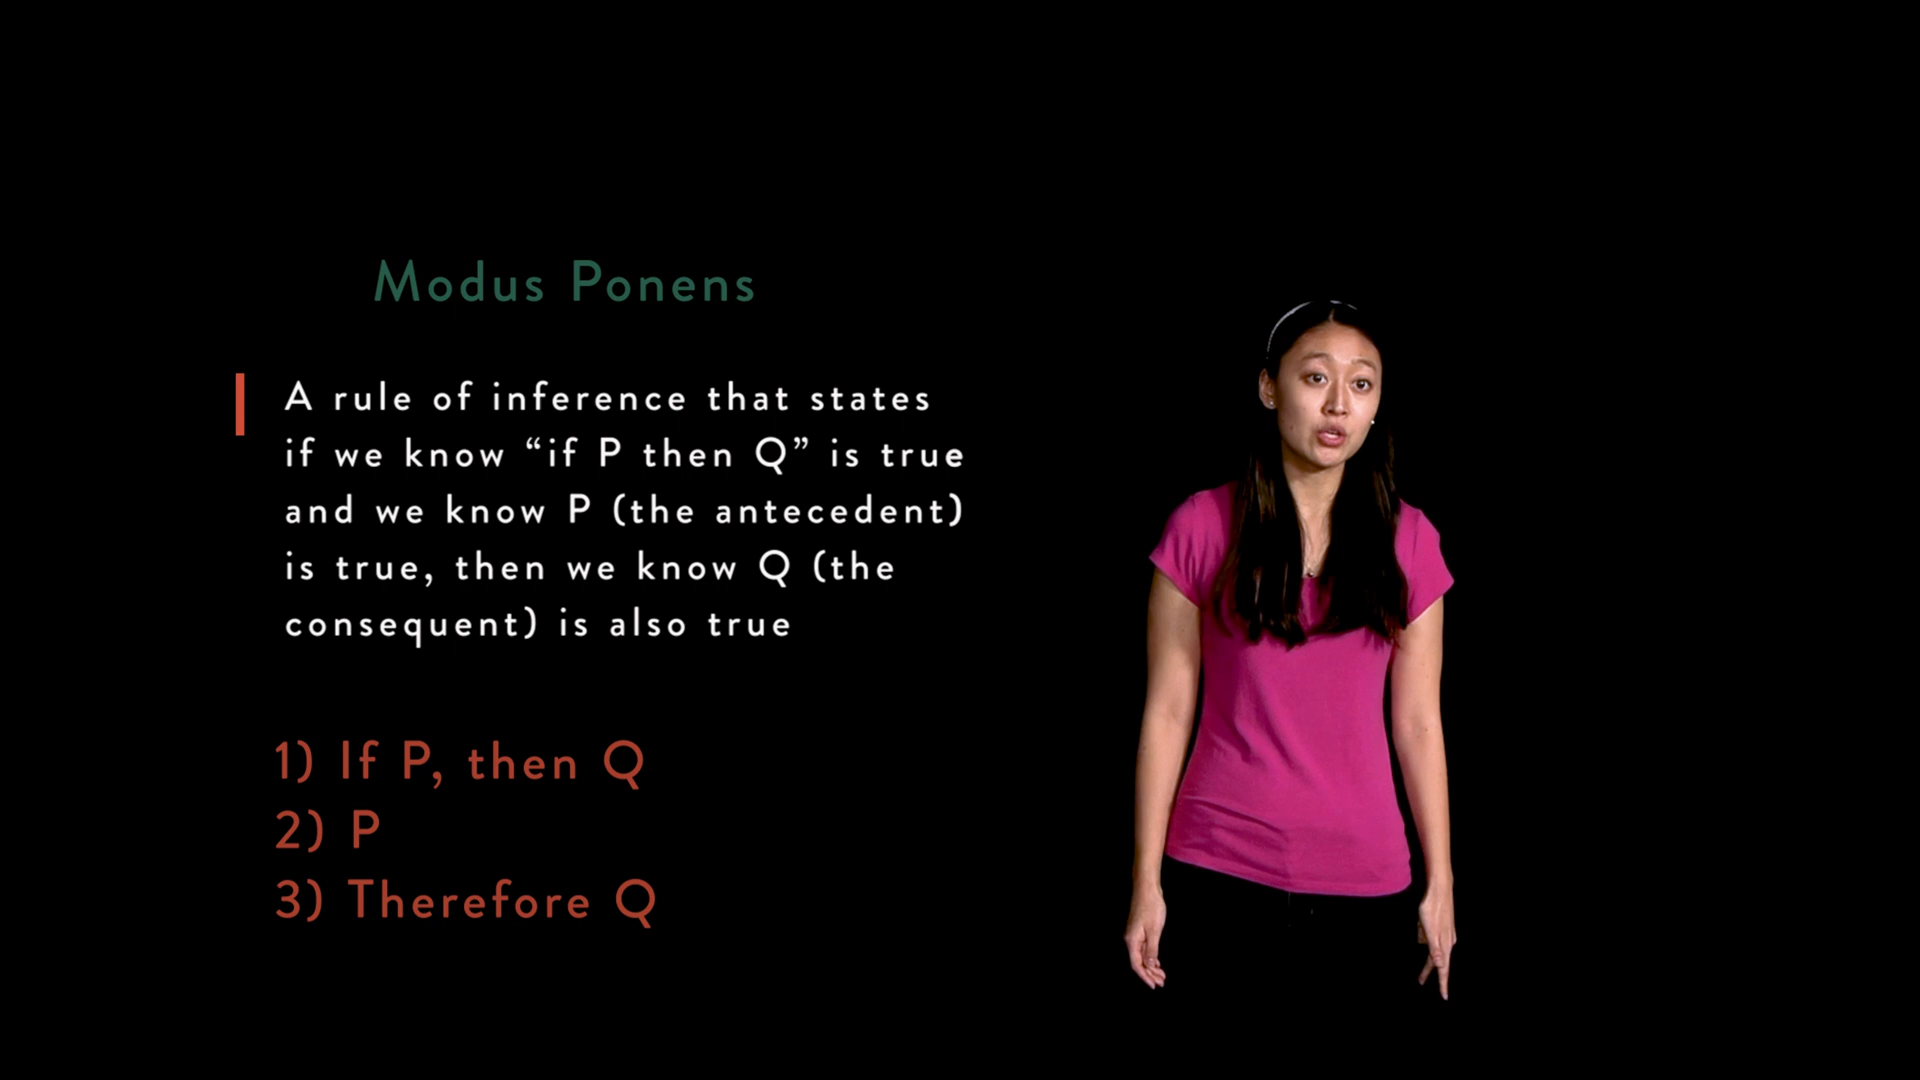 Modus Ponens
A rule of inference that states
if we know “if P then Q” is true
and we know P (the antecedent)
is true, then we know Q (the
consequent) is also true
1) If P, then Q
2) P
3) Therefore Q